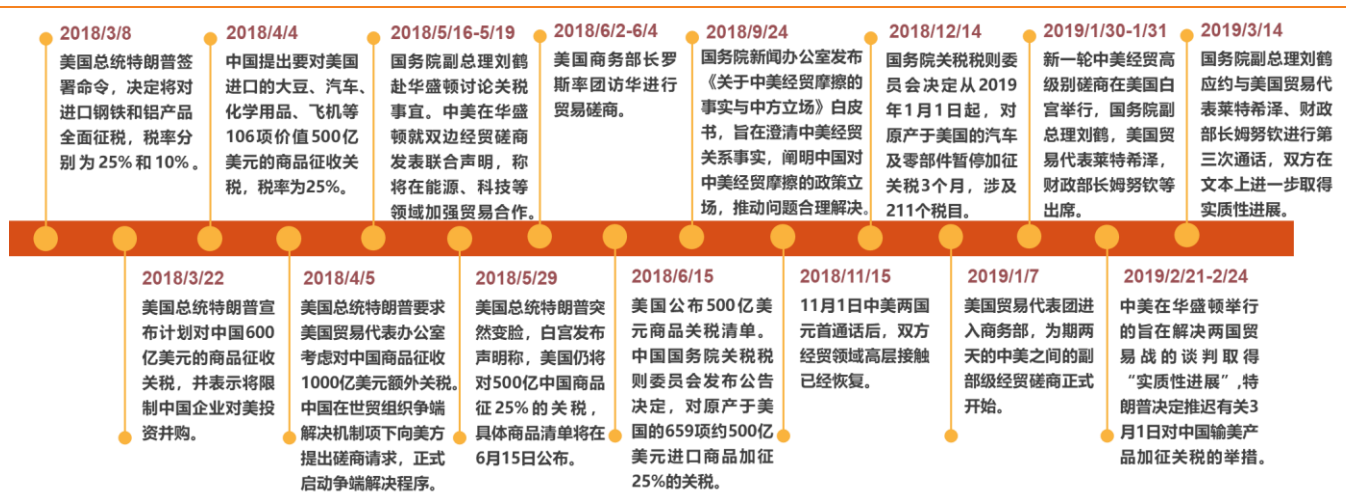 2018/3/8
美国总统特朗普签
署命令，决定将对
进口钢铁和铝产品
全面征税，税率分
别为25%和10%。
2018/4/4
中国提出要对美国
进口的大豆、汽车、
化学用品、飞机等
106项价值500亿
美元的商品征收关
税，税率为25%。
2018/5/16-5/19
国务院副总理刘鹤
赴华盛顿讨论关税
事宜。中美在华盛
顿就双边经贸磋商
发表联合声明，称
将在能源、科技等
领域加强贸易合作。
2018/6/2-6/4
美国商务部长罗
斯率团访华进行
贸易磋商。
2018/9/24
国务院新闻办公室发布
《关于中美经贸摩擦的
事实与中方立场》白皮
书，旨在澄清中美经贸
关系事实，阐明中国对
中美经贸摩擦的政策立
场，推动问题合理解决。
2018/12/14
国务院关税税则委
员会决定从2019
年1月1日起，对
原产于美国的汽车
及零部件暂停加征
关税3个月，涉及
211个税目。
2019/1/30-1/31
新一轮中美经贸高
级别磋商在美国白
宫举行，国务院副
总理刘鹤，美国贸
易代表莱特希泽，
财政部长姆努钦等
出席。
2019/3/14
国务院副总理刘鹤
应约与美国贸易代
表莱特希泽、财政
部长姆努钦进行第
三次通话，双方在
文本上进一步取得
实质性进展。
2018/3/22
美国总统特朗普宣
布计划对中国600
亿美元的商品征收
关税，并表示将限
制中国企业对美投
资并购。
2018/4/5
美国总统特朗普要求
美国贸易代表办公室
考虑对中国商品征收
1000亿美元额外关税。
中国在世贸组织争端
解决机制项下向美方
提出磋商请求，正式
启动争端解决程序。
2018/5/29
美国总统特朗普突
然变脸，白宫发布
声明称，美国仍将
对500亿中国商品
征25%的关税，
具体商品清单将在
6月15日公布。
2018/6/15
美国公布500亿美
元商品关税清单。
中国国务院关税税
则委员会发布公告
决定，对原产于美
国的659项约500亿
美元进口商品加征
25%的关税。
2018/11/15
11月1日中美两国
元首通话后，双方
经贸领域高层接触
已经恢复。
2019/1/7
美国贸易代表团进
入商务部，为期两
天的中美之间的副
部级经贸磋商正式
开始。
2019/2/21-2/24
中美在华盛顿举行
的旨在解决两国贸
易战的谈判取得
“实质性进展”,特
朗普决定推迟有关3
月1日对中国输美产
品加征关税的举措。